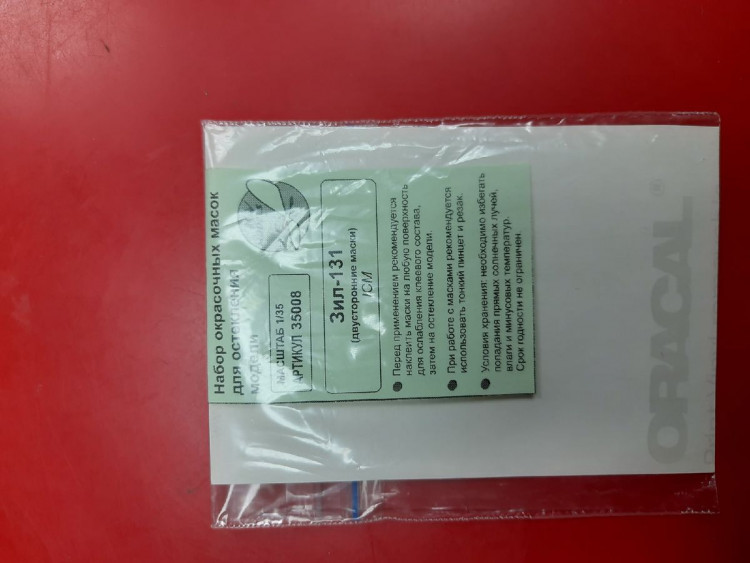 Набор окрасочных масок
для остекления
модели
МАСШТАБ 1/35
АРТИКУЛ 35008
Зил-131
(двусторонние маски)
ICM
Перед применением рекомендуется
наклеить маски на любую поверхность
для ослабления клеевого состава,
затем на остекление модели.
При работе с масками рекомендуется
использовать тонкий пинцет и резак.
Условия хранения: необходимо избегать
попадания прямых солнечных лучей,
влаги и минусовых температур.
Срок годности не ограничен.
ORACAL®